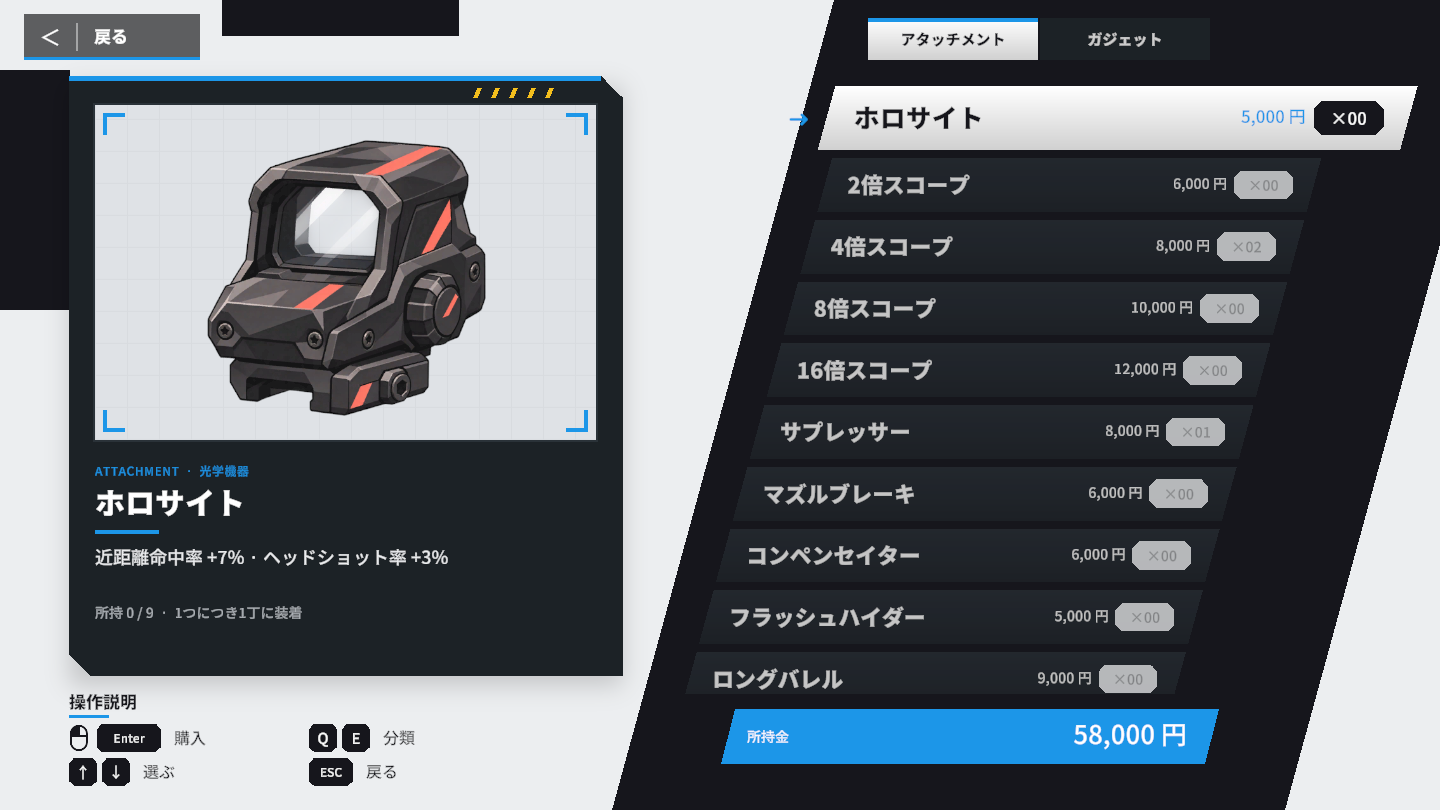 < 戻る
アタッチメント ガジェット
ATTACHMENT · 光学機器
ホロサイト
近距離命中率 +7% · ヘッドショット率 +3%
所持 0 / 9 · 1つにつき1丁に装着
操作説明
Enter 購入 Q E 分類
↑ ↓ 選ぶ ESC 戻る
→ ホロサイト 5,000 円 ×00
2倍スコープ 6,000 円 ×00
4倍スコープ 8,000 円 ×02
8倍スコープ 10,000 円 ×00
16倍スコープ 12,000 円 ×00
サプレッサー 8,000 円 ×01
マズルブレーキ 6,000 円 ×00
コンペンセイター 6,000 円 ×00
フラッシュハイダー 5,000 円 ×00
ロングバレル 9,000 円 ×00
所持金 58,000 円